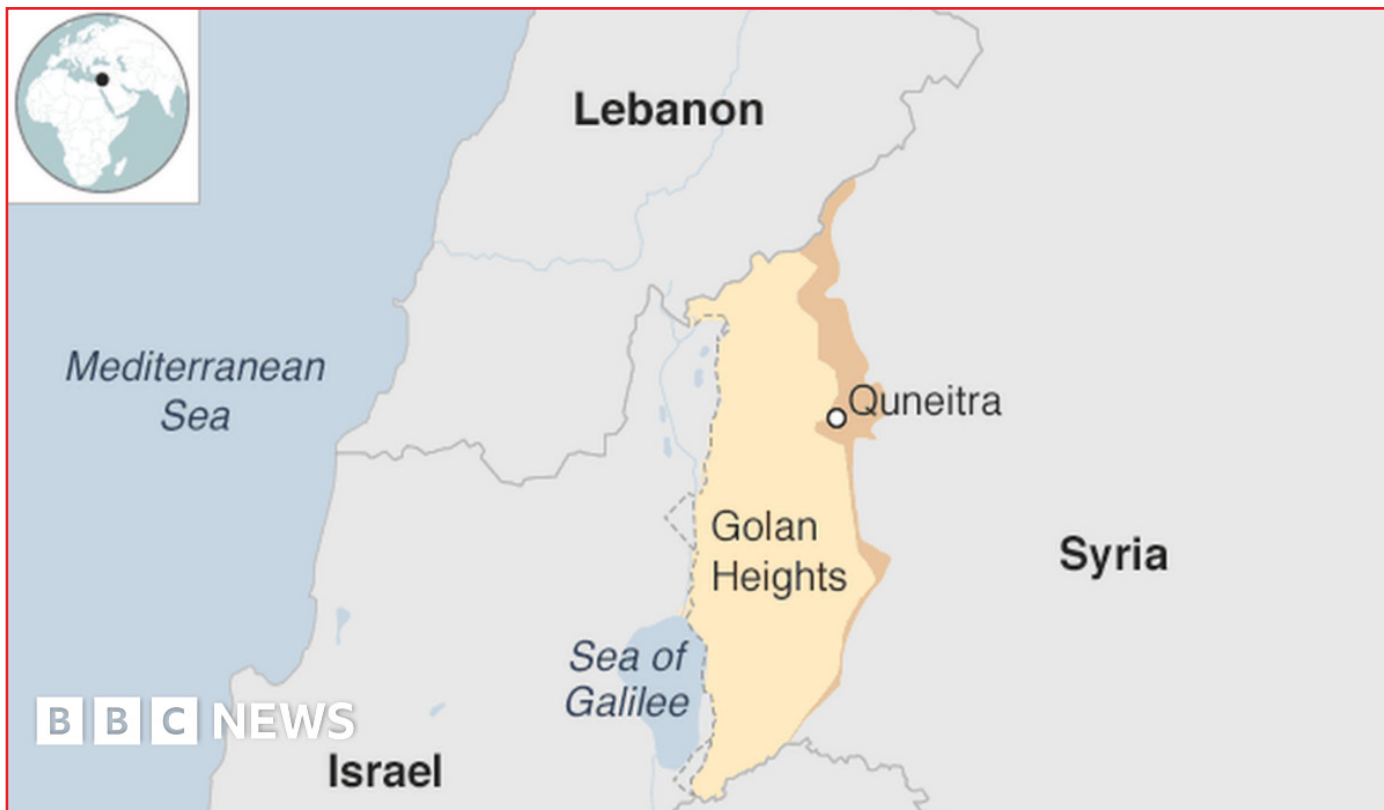 Lebanon
Mediterranean
Sea
Quneitra
Golan
Heights
Syria
Sea of
Galilee
BBC NEWS
Israel